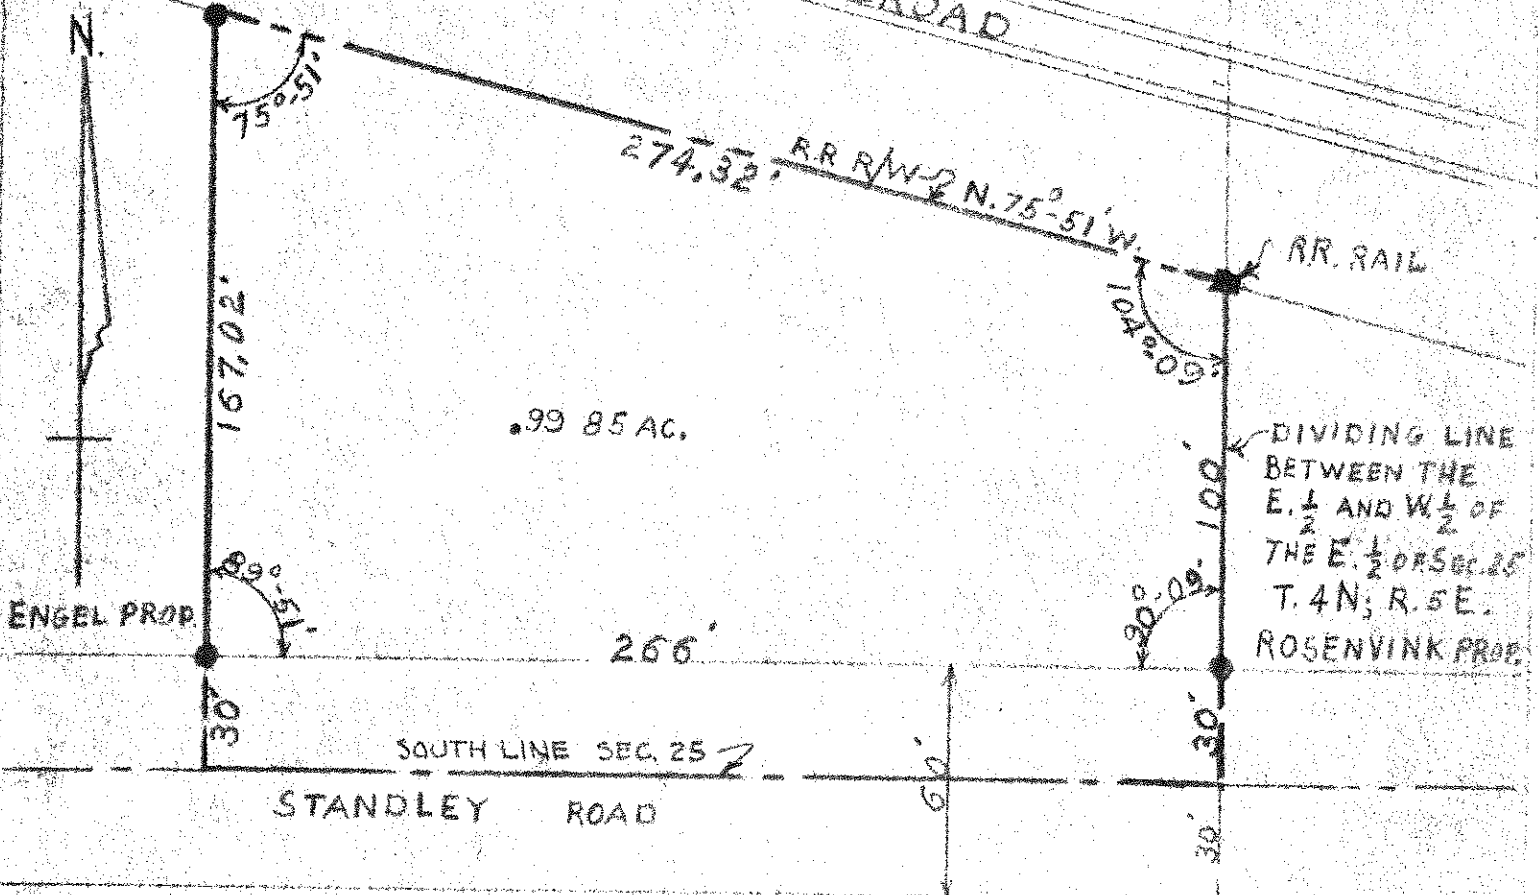 N.
ROAD
75°-51'
274.32'
R.R R/W
N.75°-51'W.
R.R. RAIL
104°-09'
167.02'
.99 85 AC.
100'
DIVIDING LINE
BETWEEN THE
E. 1/2 AND W. 1/2 OF
THE E. 1/2 OF SEC. 25
T. 4N; R. 5E.
ROSENVINK PROP.
89°-51'
90°-09'
ENGEL PROP.
266'
30'
30'
SOUTH LINE SEC. 25
60'
STANDLEY ROAD
30'